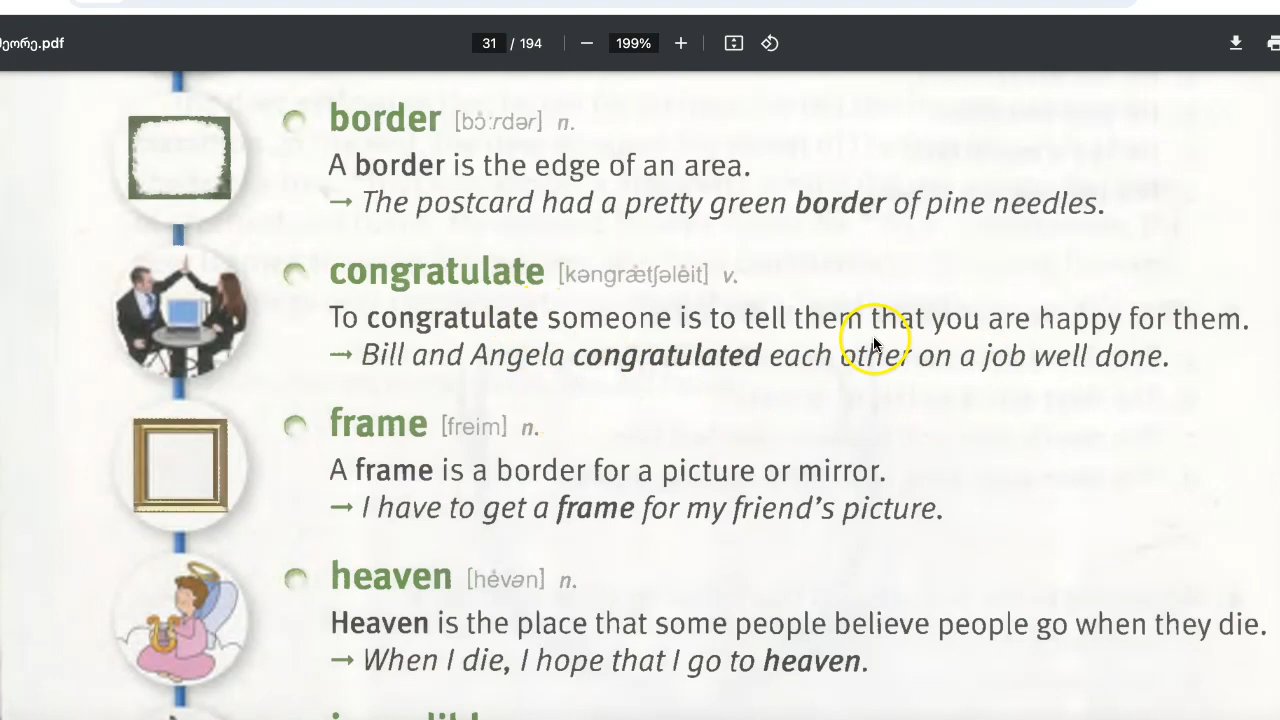 მეორე.pdf
31 / 194
199%
border [bɔ́ːrdər] n.
A border is the edge of an area.
→ The postcard had a pretty green border of pine needles.
congratulate [kəngrǽtʃəlèit] v.
To congratulate someone is to tell them that you are happy for them.
→ Bill and Angela congratulated each other on a job well done.
frame [freim] n.
A frame is a border for a picture or mirror.
→ I have to get a frame for my friend's picture.
heaven [hévən] n.
Heaven is the place that some people believe people go when they die.
→ When I die, I hope that I go to heaven.